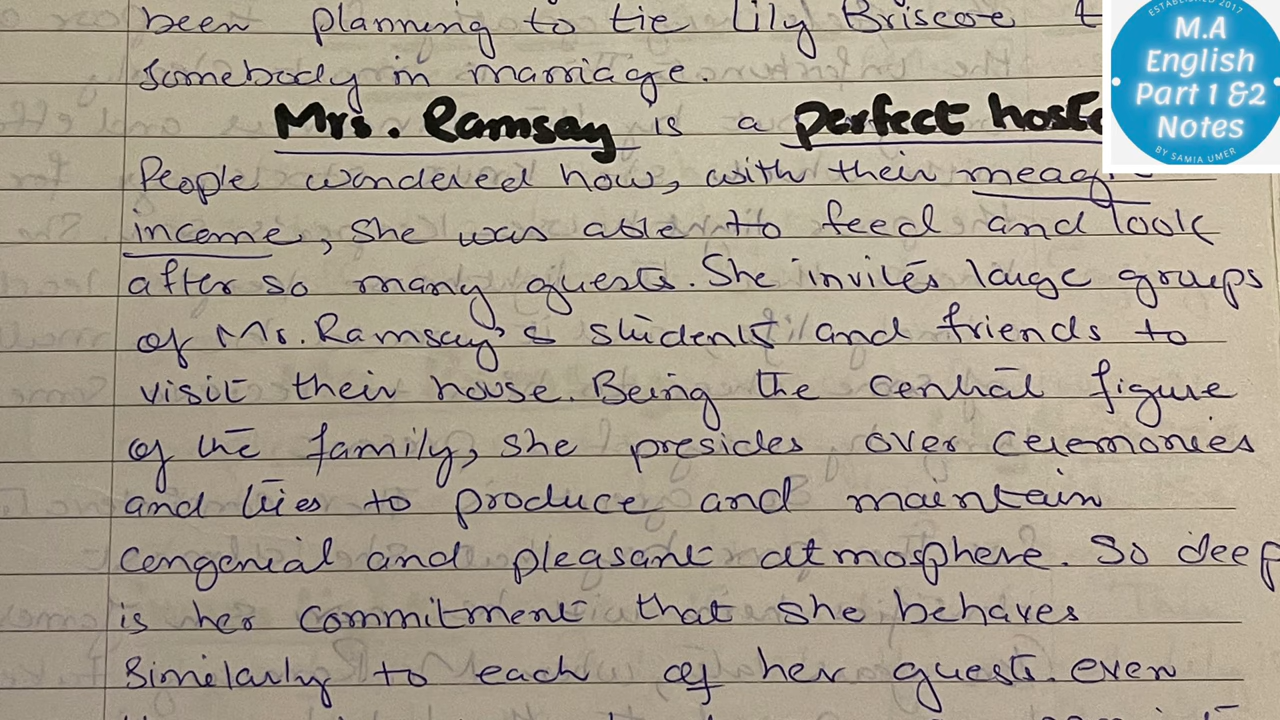 been planning to tie Lily Briscoe t
somebody in marriage.
Mrs. Ramsay is a perfect hoste
People wondered how, with their meag
income, she was able to feed and look
after so many guests. She invites large groups
of Mr. Ramsay's students and friends to
visit their house. Being the central figure
of the family, she presides over ceremonies
and tries to produce and maintain
congenial and pleasant atmosphere. So deep
is her commitment that she behaves
similarly to each of her guests even
ESTABLISHED 2017
M.A
English
Part 1 &2
Notes
BY SAMIA UMER